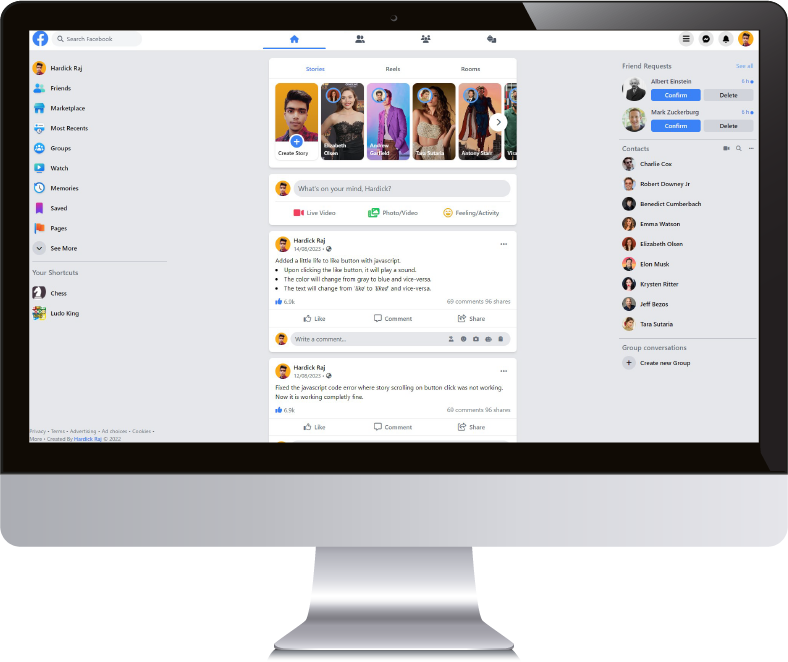 Search Facebook
Hardick Raj
Friends
Marketplace
Most Recents
Groups
Watch
Memories
Saved
Pages
See More
Your Shortcuts
Chess
Ludo King
Privacy • Terms • Advertising • Ad choices • Cookies •
More • Created By Hardick Raj © 2022
Stories
Reels
Rooms
Create Story
Elizabeth
Olsen
Andrew
Garfield
Tara Sutaria
Antony Starr
What's on your mind, Hardick?
Live Video
Photo/Video
Feeling/Activity
Hardick Raj
14/08/2023 •
Added a little life to like button with javascript.
• Upon clicking the like button, it will play a sound.
• The color will change from gray to blue and vice-versa.
• The text will change from 'like' to 'liked' and vice-versa.
6.9k
69 comments 96 shares
Like
Comment
Share
Write a comment...
Hardick Raj
12/08/2023 •
Fixed the javascript code error where story scrolling on button click was not working.
Now it is working completly fine.
6.9k
69 comments 96 shares
Like
Comment
Share
Friend Requests
See all
Albert Einstein
6 h
Confirm
Delete
Mark Zuckerburg
6 h
Confirm
Delete
Contacts
Charlie Cox
Robert Downey Jr
Benedict Cumberbach
Emma Watson
Elizabeth Olsen
Elon Musk
Krysten Ritter
Jeff Bezos
Tara Sutaria
Group conversations
Create new Group